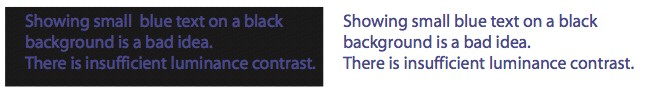 Showing small  blue text on a black
background is a bad idea.
There is insufficient luminance contrast.
Showing small blue text on a black
background is a bad idea.
There is insufficient luminance contrast.